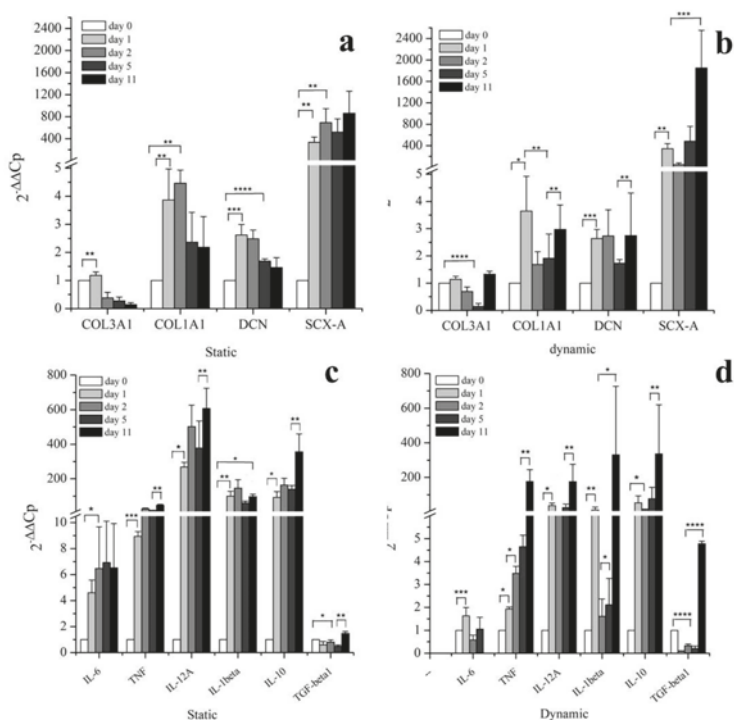 a
day 0
day 1
day 2
day 5
day 11
2400
2000
1600
1200
800
400
5
4
3
2
1
0
2^-ΔΔCp
**
**
**
****
***
**
**
COL3A1 COL1A1 DCN SCX-A
Static
b
day 0
day 1
day 2
day 5
day 11
2400
2000
1600
1200
800
400
5
4
3
2
1
0
****
*
**
**
***
**
**
***
COL3A1 COL1A1 DCN SCX-A
dynamic
c
day 0
day 1
day 2
day 5
day 11
800
600
400
200
10
8
6
4
2
0
2^-ΔΔCp
*
***
**
*
**
**
*
*
**
*
**
IL-6 TNF IL-12A IL-1beta IL-10 TGF-beta1
Static
d
day 0
day 1
day 2
day 5
day 11
800
600
400
200
5
4
3
2
1
0
***
*
*
**
*
**
**
*
*
*
**
****
****
-- IL-6 TNF IL-12A IL-1beta IL-10 TGF-beta1
Dynamic